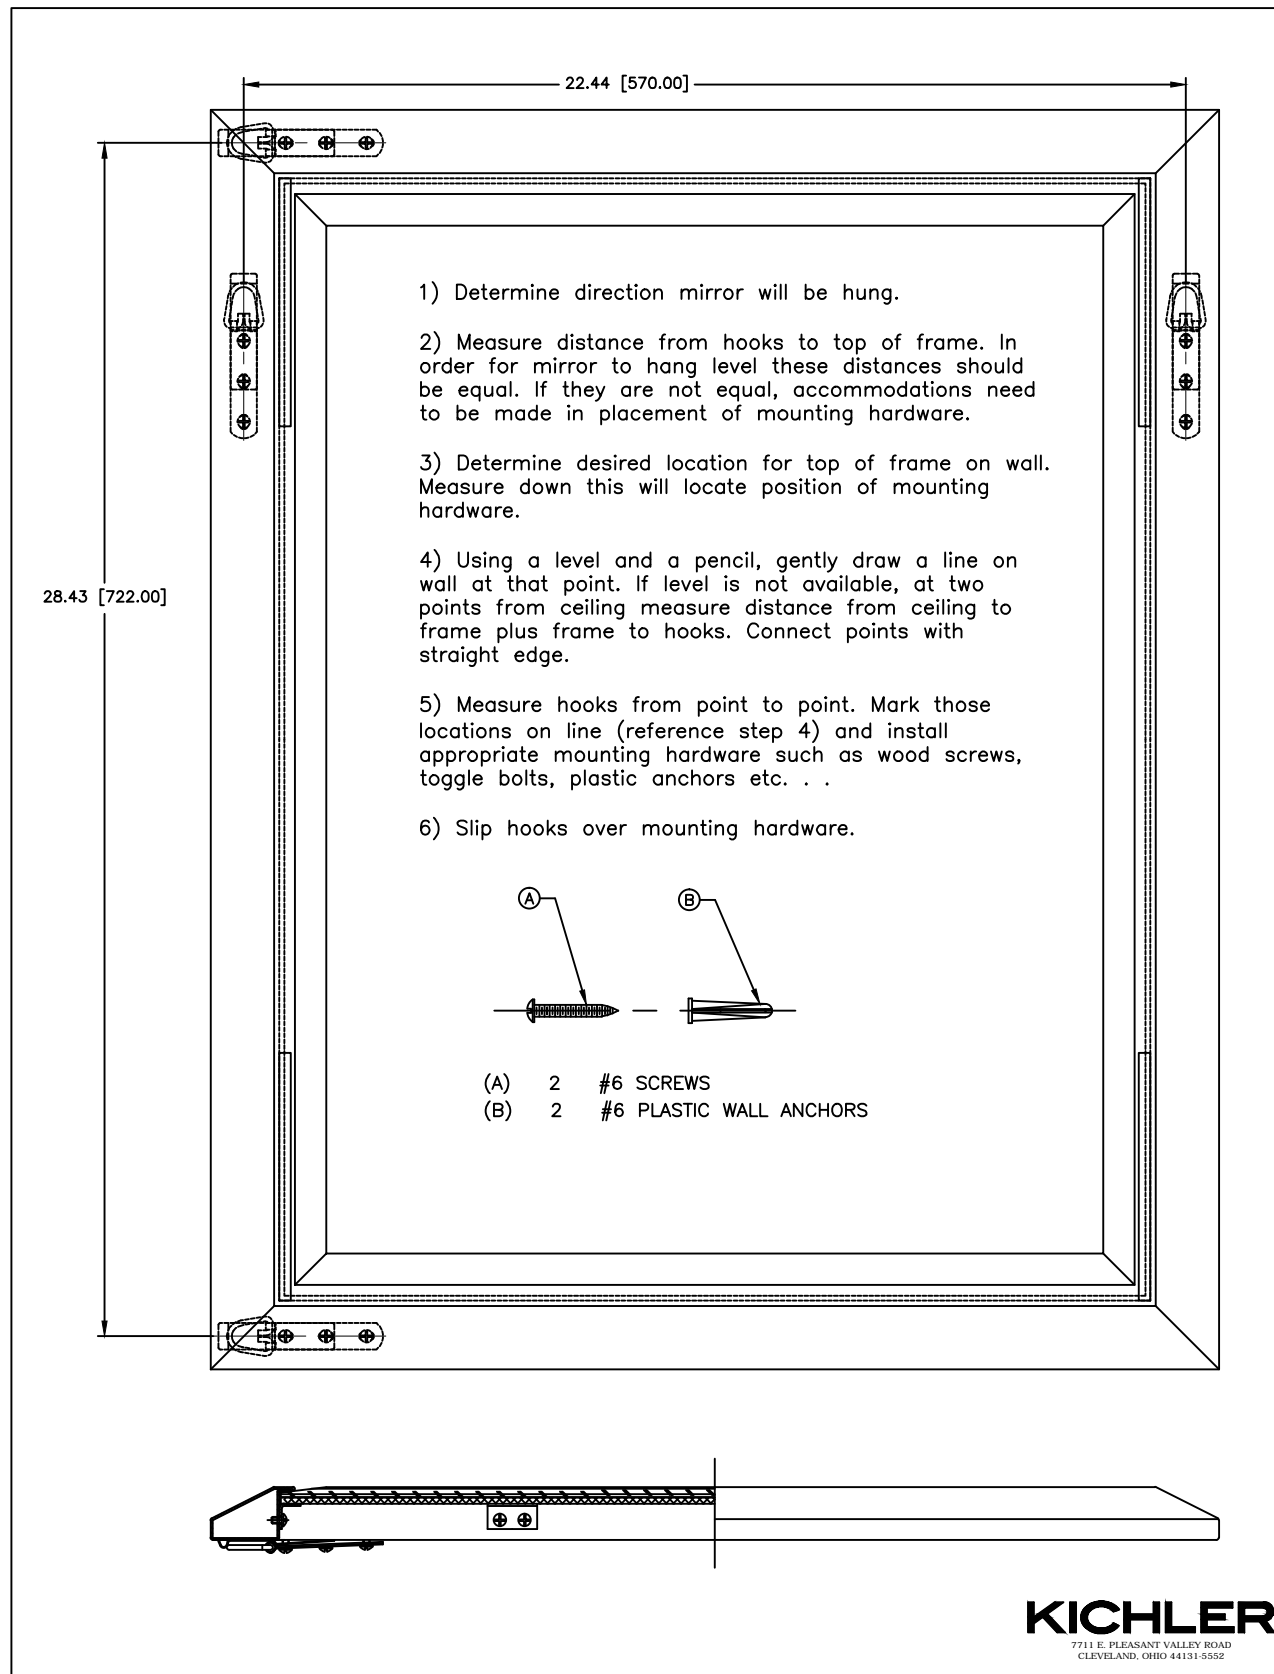 22.44 [570.00]
1) Determine direction mirror will be hung.
2) Measure distance from hooks to top of frame. In
order for mirror to hang level these distances should
be equal. If they are not equal, accommodations need
to be made in placement of mounting hardware.
3) Determine desired location for top of frame on wall.
Measure down this will locate position of mounting
hardware.
4) Using a level and a pencil, gently draw a line on
wall at that point. If level is not available, at two
points from ceiling measure distance from ceiling to
frame plus frame to hooks. Connect points with
straight edge.
28.43 [722.00]
5) Measure hooks from point to point. Mark those
locations on line (reference step 4) and install
appropriate mounting hardware such as wood screws,
toggle bolts, plastic anchors etc. . .
6) Slip hooks over mounting hardware.
A B
(A) 2 #6 SCREWS
(B) 2 #6 PLASTIC WALL ANCHORS
KICHLER
7711 E. PLEASANT VALLEY ROAD
CLEVELAND, OHIO 44131-5552